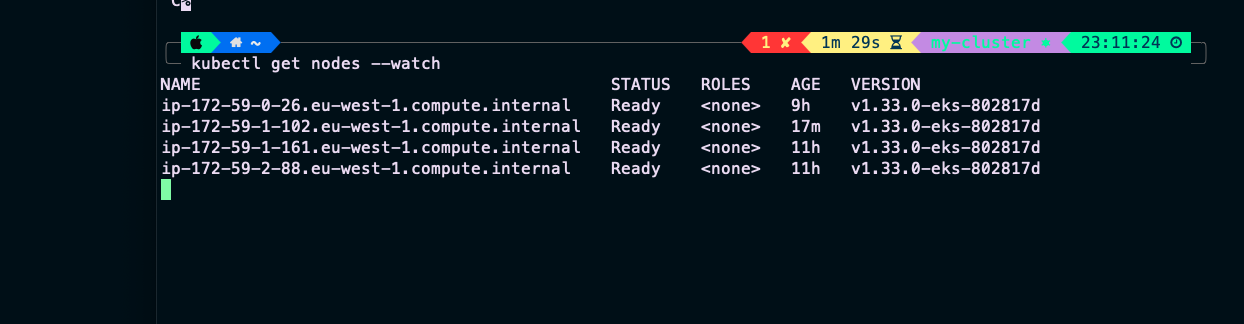 C%
~ 1 ✘ 1m 29s my-cluster 23:11:24
kubectl get nodes --watch
NAME STATUS ROLES AGE VERSION
ip-172-59-0-26.eu-west-1.compute.internal Ready <none> 9h v1.33.0-eks-802817d
ip-172-59-1-102.eu-west-1.compute.internal Ready <none> 17m v1.33.0-eks-802817d
ip-172-59-1-161.eu-west-1.compute.internal Ready <none> 11h v1.33.0-eks-802817d
ip-172-59-2-88.eu-west-1.compute.internal Ready <none> 11h v1.33.0-eks-802817d